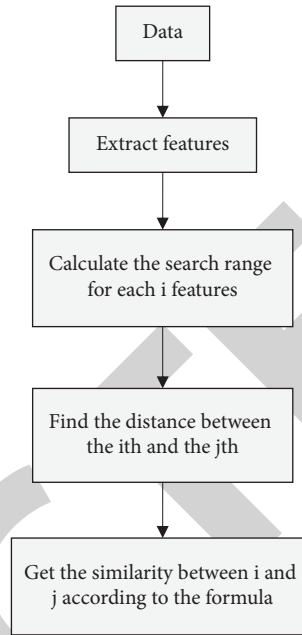 Data
Extract features
Calculate the search range
for each i features
Find the distance between
the ith and the jth
Get the similarity between i and
j according to the formula